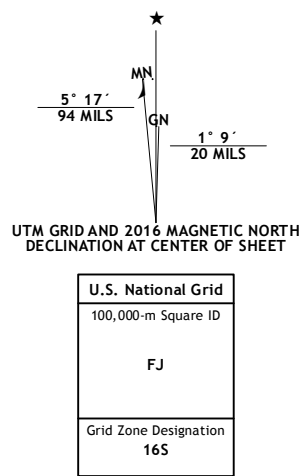 ★
MN
5° 17´
94 MILS
GN
1° 9´
20 MILS
UTM GRID AND 2016 MAGNETIC NORTH
DECLINATION AT CENTER OF SHEET
U.S. National Grid
100,000-m Square ID
FJ
Grid Zone Designation
16S